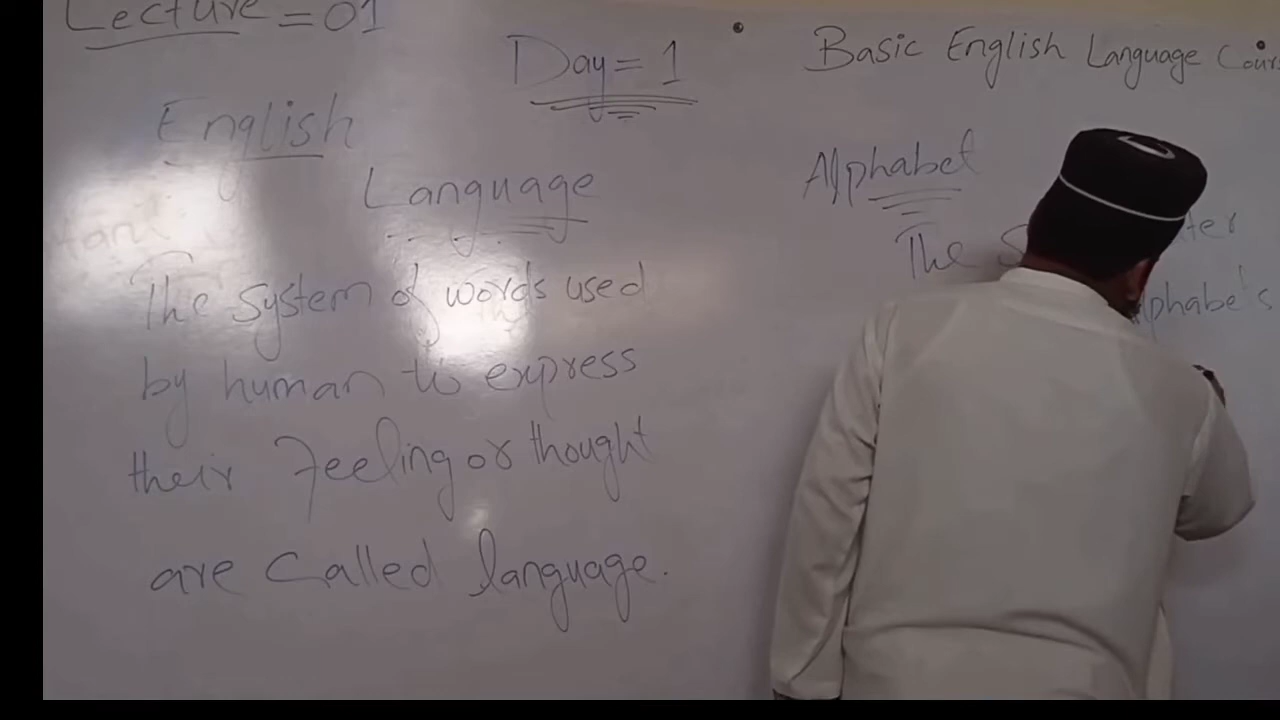 Lecture = 01
Day = 1
Basic English Language
English
Language
The system of words used
by human to express
their Feeling or thought
are Called language.
Alphabet
The